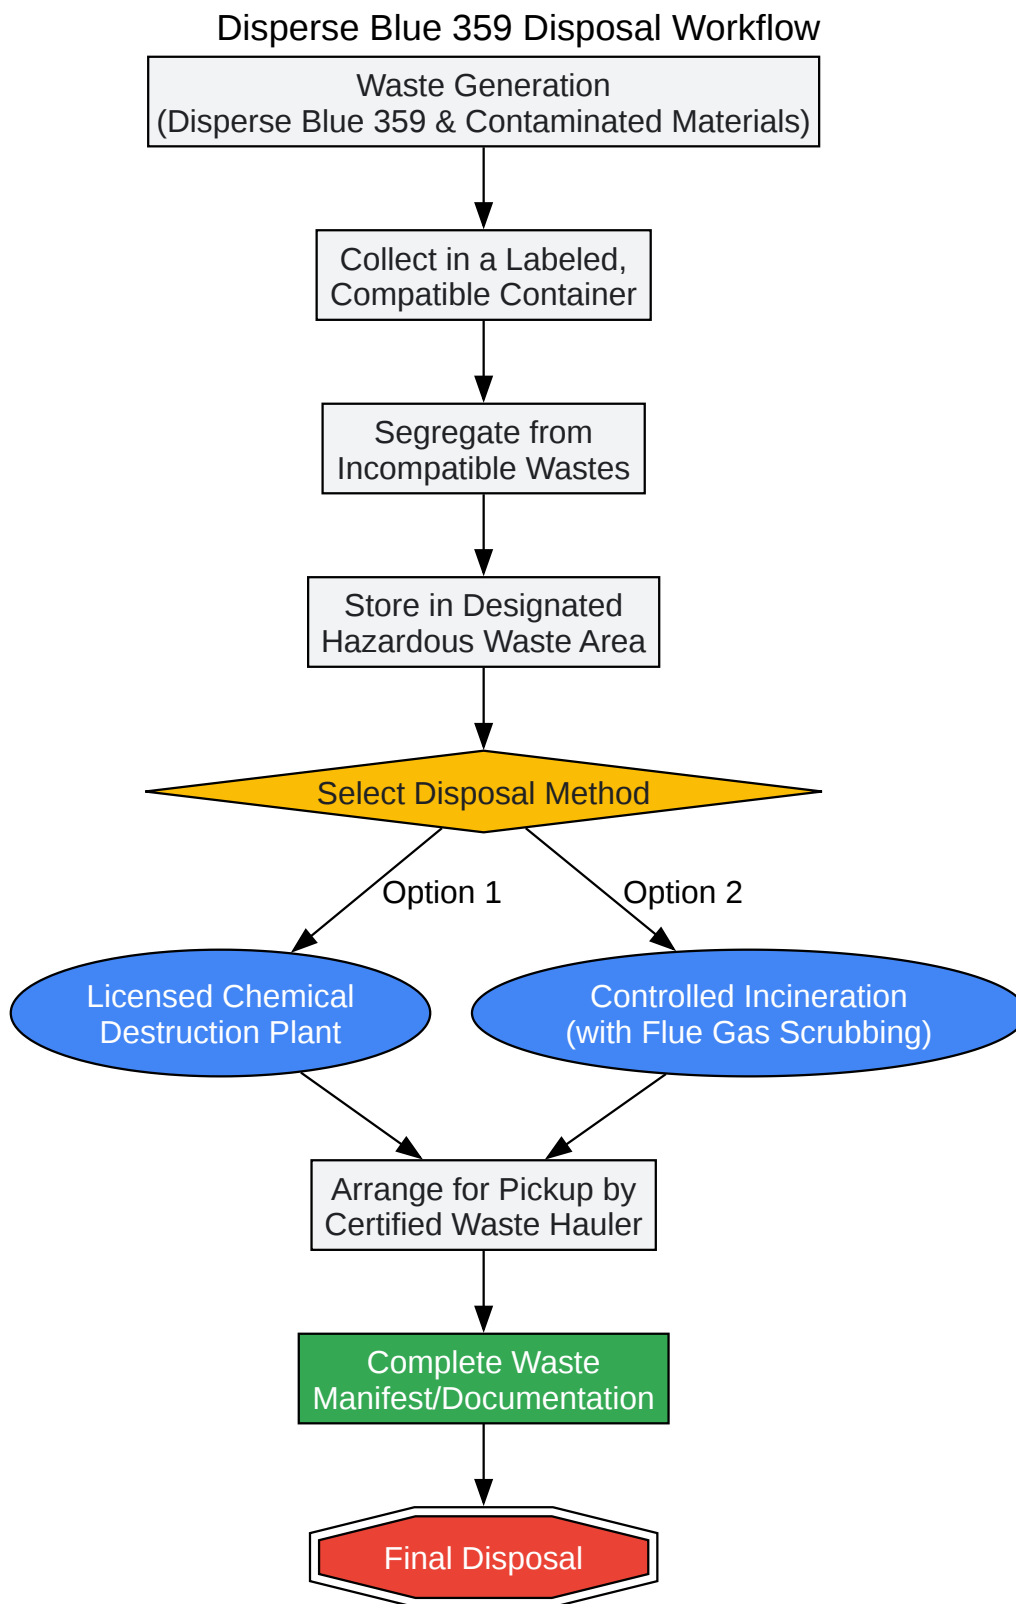 Disperse Blue 359 Disposal Workflow
Waste Generation
(Disperse Blue 359 & Contaminated Materials)
Collect in a Labeled,
Compatible Container
Segregate from
Incompatible Wastes
Store in Designated
Hazardous Waste Area
Select Disposal Method
Option 1
Option 2
Licensed Chemical
Destruction Plant
Controlled Incineration
(with Flue Gas Scrubbing)
Arrange for Pickup by
Certified Waste Hauler
Complete Waste
Manifest/Documentation
Final Disposal